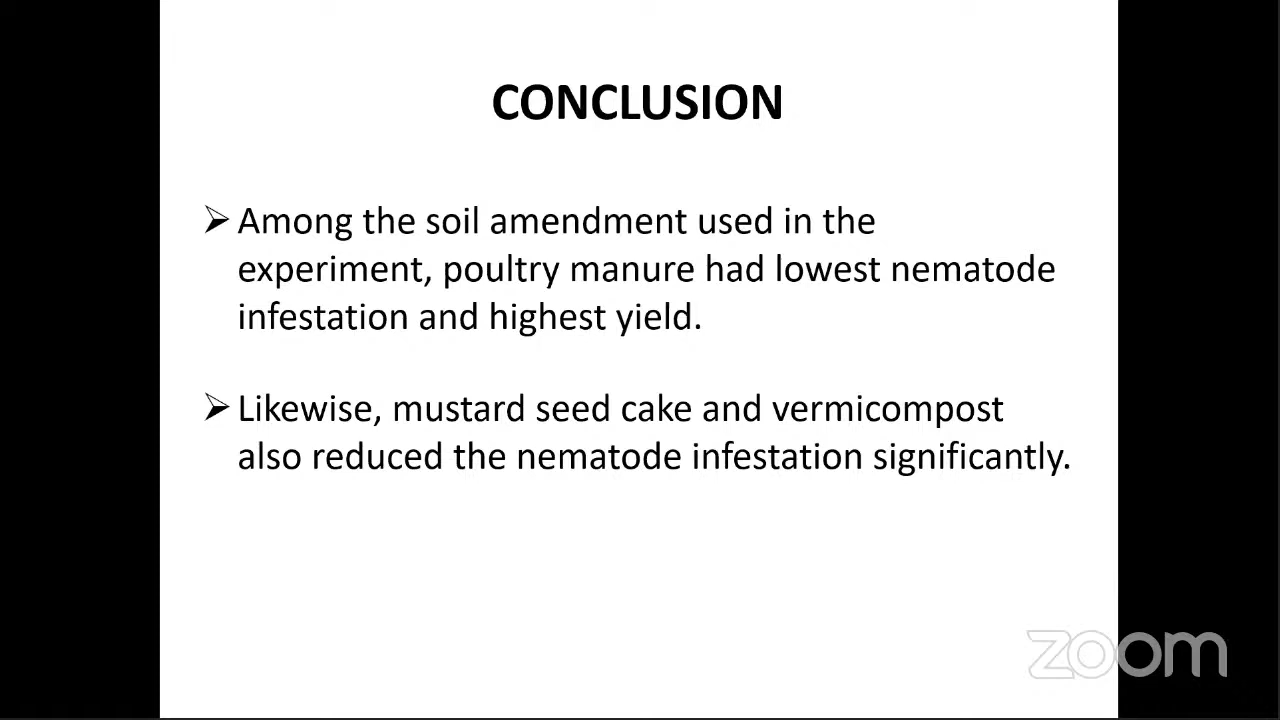 CONCLUSION
➢ Among the soil amendment used in the
experiment, poultry manure had lowest nematode
infestation and highest yield.
➢ Likewise, mustard seed cake and vermicompost
also reduced the nematode infestation significantly.
zoom